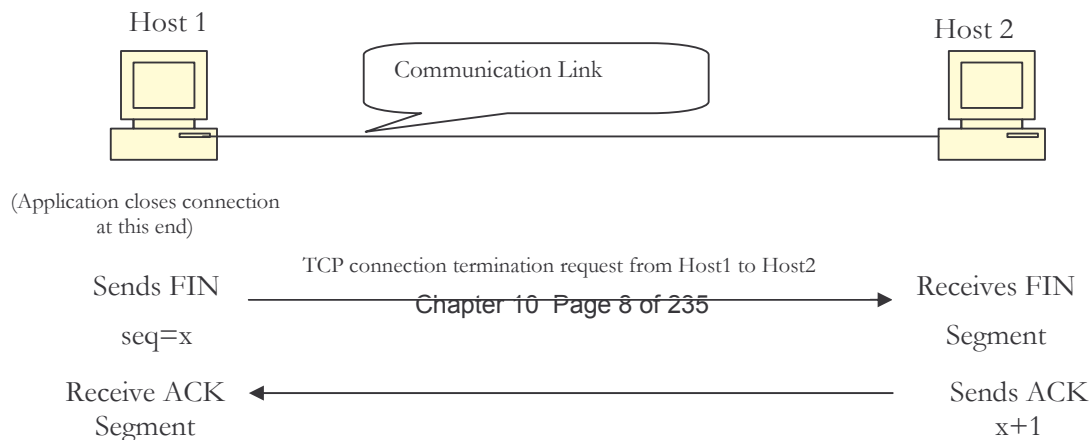 Host 1
Host 2
Communication Link
(Application closes connection
at this end)
TCP connection termination request from Host1 to Host2
Sends FIN
seq=x
Chapter 10 Page 8 of 235
Receives FIN
Segment
Receive ACK
Segment
Sends ACK
x+1